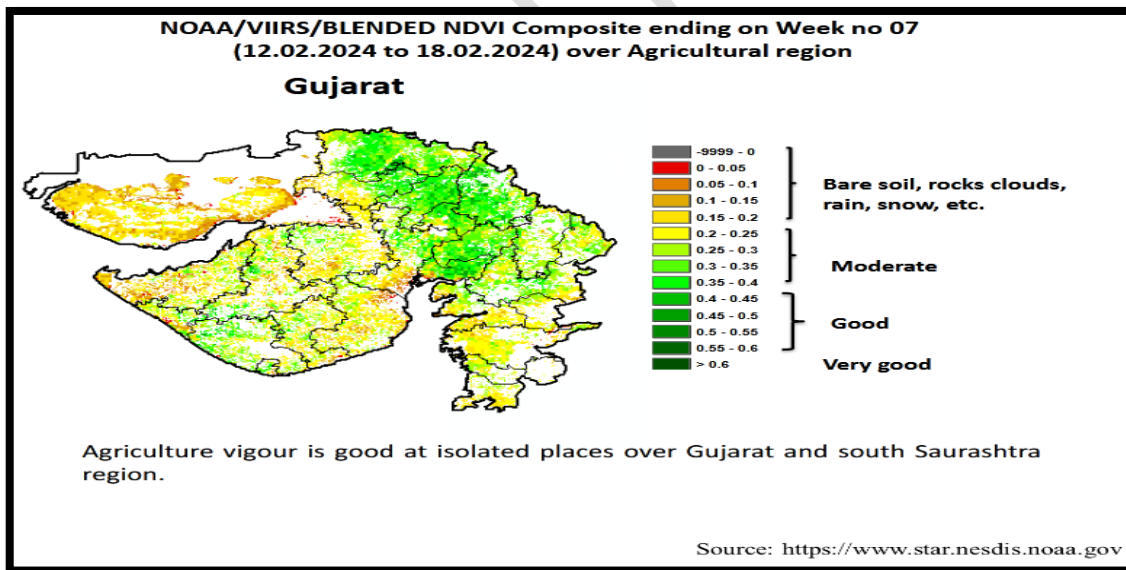 NOAA/VIIRS/BLENDED NDVI Composite ending on Week no 07
(12.02.2024 to 18.02.2024) over Agricultural region
Gujarat
-9999 - 0
0 - 0.05
0.05 - 0.1
0.1 - 0.15
0.15 - 0.2
0.2 - 0.25
0.25 - 0.3
0.3 - 0.35
0.35 - 0.4
0.4 - 0.45
0.45 - 0.5
0.5 - 0.55
0.55 - 0.6
> 0.6
Bare soil, rocks clouds,
rain, snow, etc.
Moderate
Good
Very good
Agriculture vigour is good at isolated places over Gujarat and south Saurashtra
region.
Source: https://www.star.nesdis.noaa.gov